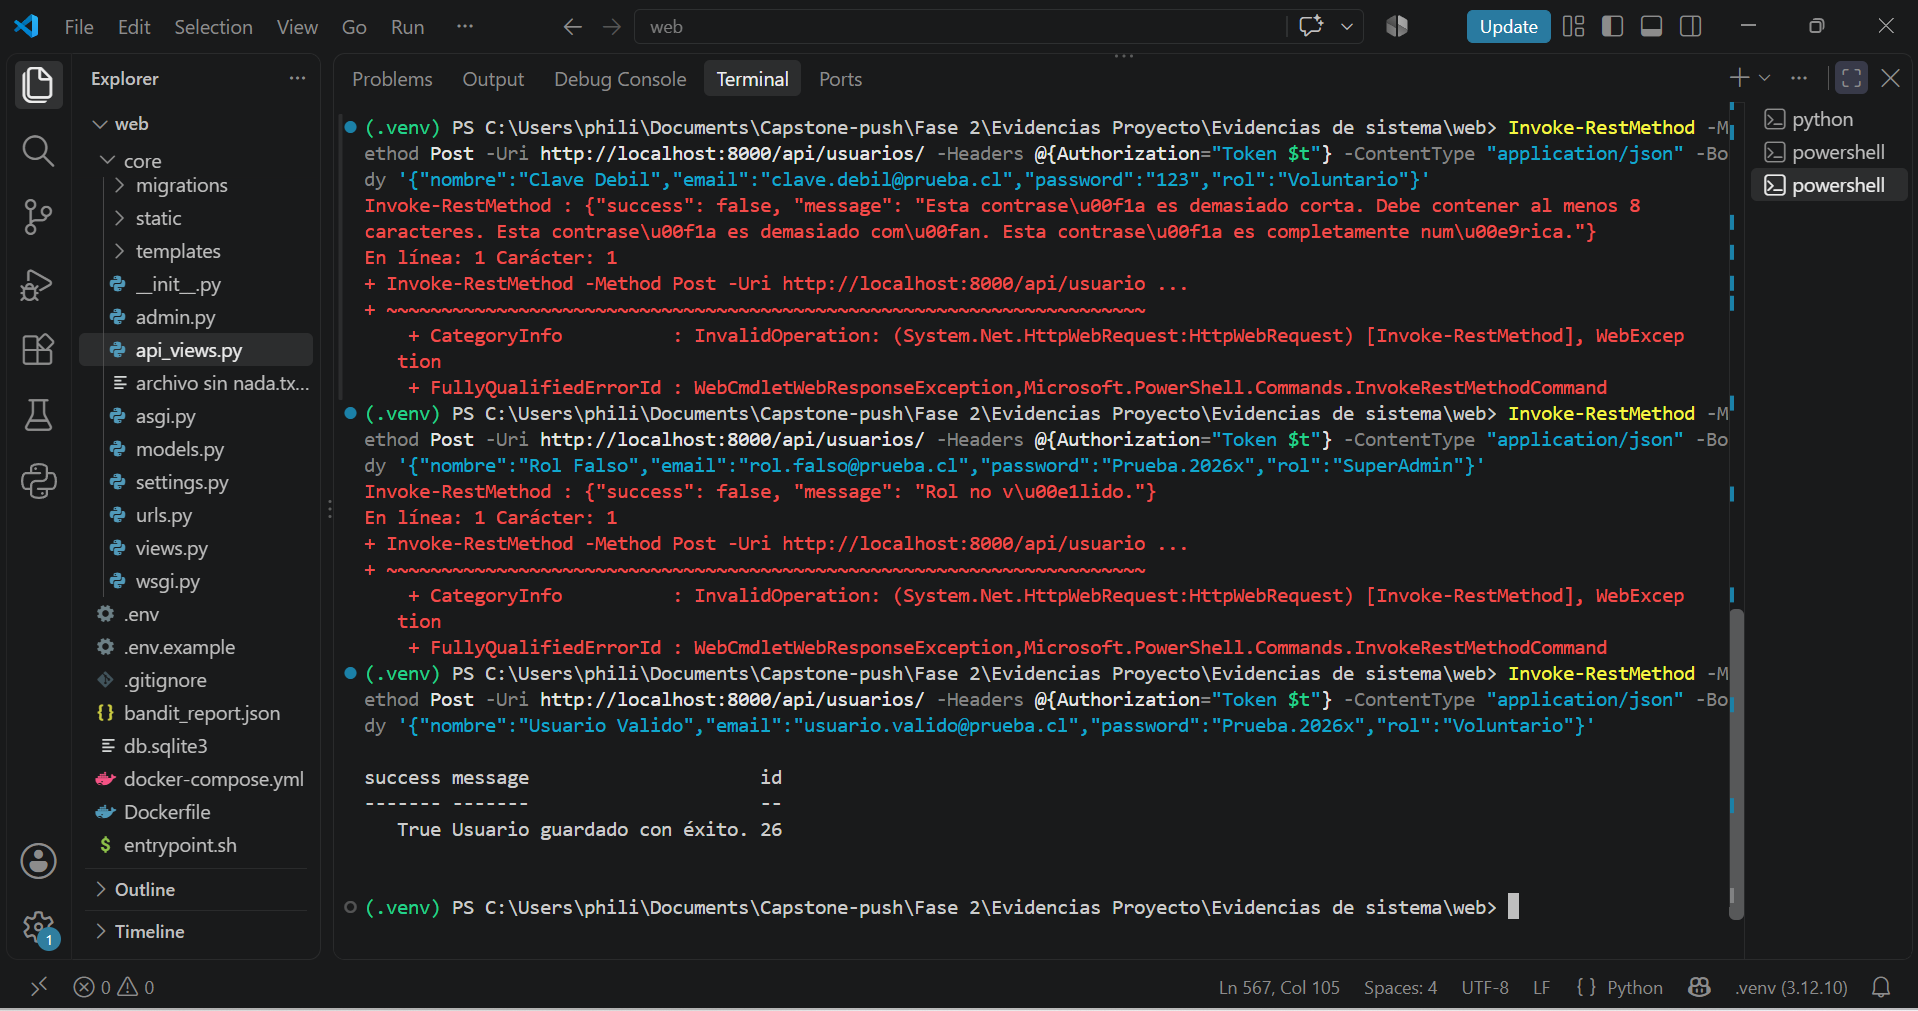 File Edit Selection View Go Run ··· web Update
Explorer ···
web
core
migrations
static
templates
__init__.py
admin.py
api_views.py
archivo sin nada.tx...
asgi.py
models.py
settings.py
urls.py
views.py
wsgi.py
.env
.env.example
.gitignore
bandit_report.json
db.sqlite3
docker-compose.yml
Dockerfile
entrypoint.sh
Outline
Timeline
1
Problems Output Debug Console Terminal Ports
(.venv) PS C:\Users\phili\Documents\Capstone-push\Fase 2\Evidencias Proyecto\Evidencias de sistema\web> Invoke-RestMethod -M
ethod Post -Uri http://localhost:8000/api/usuarios/ -Headers @{Authorization="Token $t"} -ContentType "application/json" -Bo
dy '{"nombre":"Clave Debil","email":"clave.debil@prueba.cl","password":"123","rol":"Voluntario"}'
Invoke-RestMethod : {"success": false, "message": "Esta contrase\u00f1a es demasiado corta. Debe contener al menos 8
caracteres. Esta contrase\u00f1a es demasiado com\u00fan. Esta contrase\u00f1a es completamente num\u00e9rica."}
En línea: 1 Carácter: 1
+ Invoke-RestMethod -Method Post -Uri http://localhost:8000/api/usuario ...
+ ~~~~~~~~~~~~~~~~~~~~~~~~~~~~~~~~~~~~~~~~~~~~~~~~~~~~~~~~~~~~~~~~~~~~~
+ CategoryInfo : InvalidOperation: (System.Net.HttpWebRequest:HttpWebRequest) [Invoke-RestMethod], WebExcep
tion
+ FullyQualifiedErrorId : WebCmdletWebResponseException,Microsoft.PowerShell.Commands.InvokeRestMethodCommand
(.venv) PS C:\Users\phili\Documents\Capstone-push\Fase 2\Evidencias Proyecto\Evidencias de sistema\web> Invoke-RestMethod -M
ethod Post -Uri http://localhost:8000/api/usuarios/ -Headers @{Authorization="Token $t"} -ContentType "application/json" -Bo
dy '{"nombre":"Rol Falso","email":"rol.falso@prueba.cl","password":"Prueba.2026x","rol":"SuperAdmin"}'
Invoke-RestMethod : {"success": false, "message": "Rol no v\u00e1lido."}
En línea: 1 Carácter: 1
+ Invoke-RestMethod -Method Post -Uri http://localhost:8000/api/usuario ...
+ ~~~~~~~~~~~~~~~~~~~~~~~~~~~~~~~~~~~~~~~~~~~~~~~~~~~~~~~~~~~~~~~~~~~~~
+ CategoryInfo : InvalidOperation: (System.Net.HttpWebRequest:HttpWebRequest) [Invoke-RestMethod], WebExcep
tion
+ FullyQualifiedErrorId : WebCmdletWebResponseException,Microsoft.PowerShell.Commands.InvokeRestMethodCommand
(.venv) PS C:\Users\phili\Documents\Capstone-push\Fase 2\Evidencias Proyecto\Evidencias de sistema\web> Invoke-RestMethod -M
ethod Post -Uri http://localhost:8000/api/usuarios/ -Headers @{Authorization="Token $t"} -ContentType "application/json" -Bo
dy '{"nombre":"Usuario Valido","email":"usuario.valido@prueba.cl","password":"Prueba.2026x","rol":"Voluntario"}'
success message id
------- ------- --
True Usuario guardado con éxito. 26
(.venv) PS C:\Users\phili\Documents\Capstone-push\Fase 2\Evidencias Proyecto\Evidencias de sistema\web>
python
powershell
powershell
0 0 Ln 567, Col 105 Spaces: 4 UTF-8 LF { } Python .venv (3.12.10)